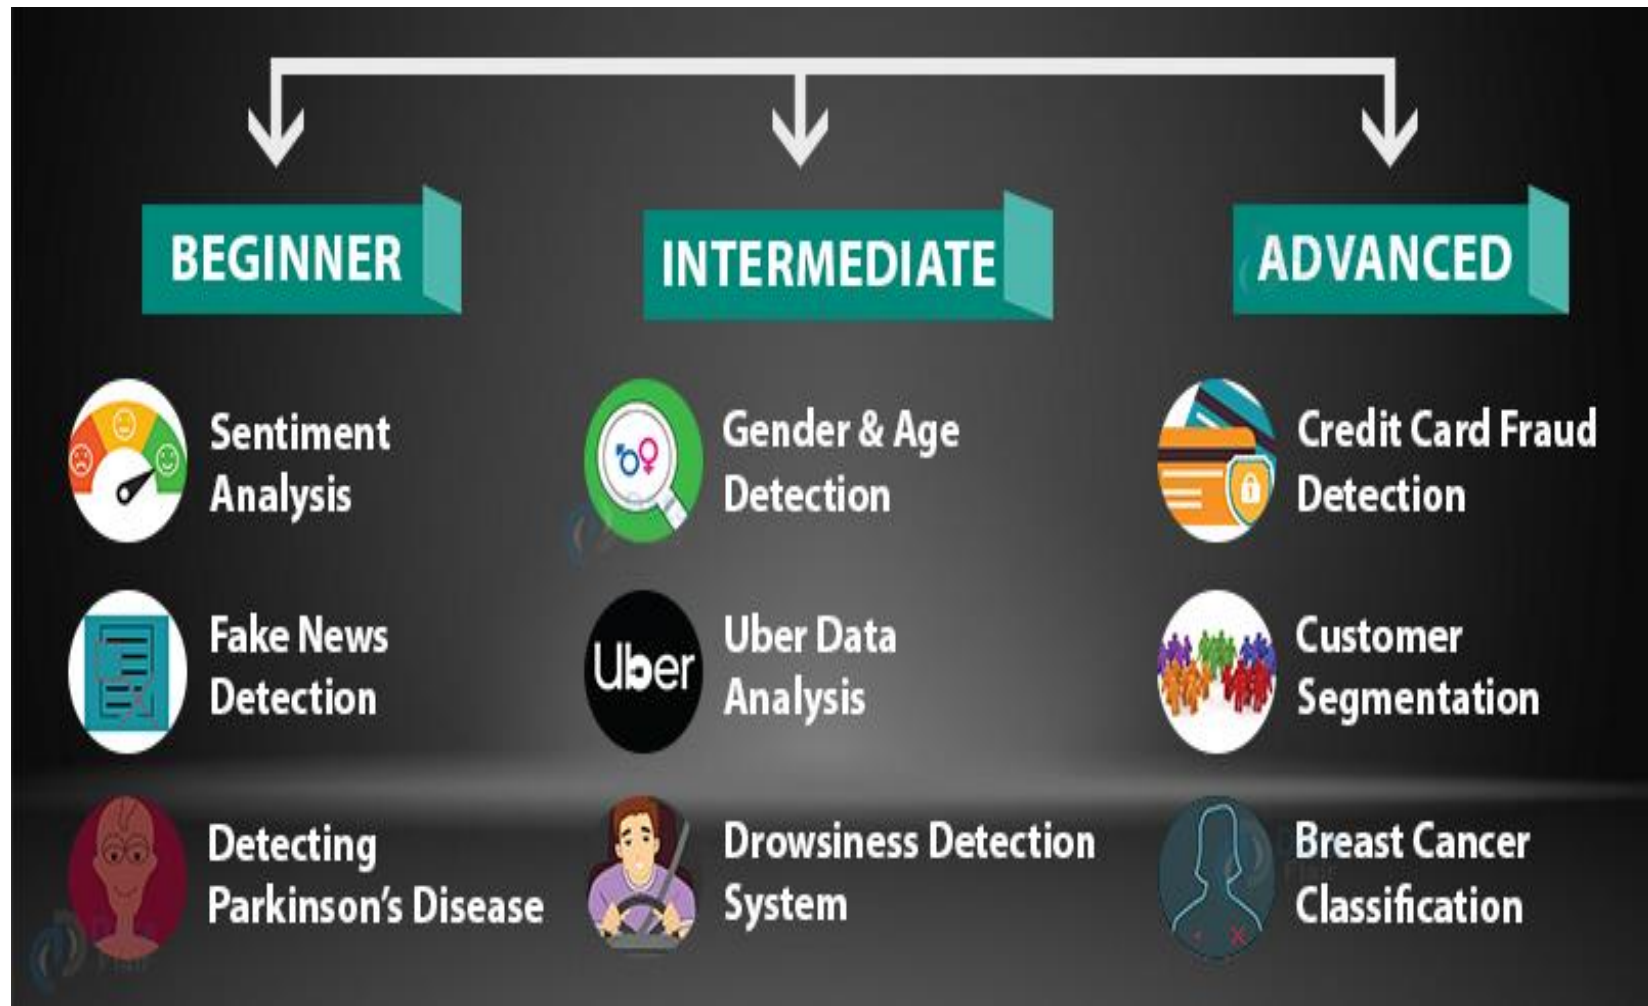 BEGINNER
INTERMEDIATE
ADVANCED
Sentiment
Analysis
Fake News
Detection
Detecting
Parkinson's Disease
Gender & Age
Detection
Uber
Uber Data
Analysis
Drowsiness Detection
System
Credit Card Fraud
Detection
Customer
Segmentation
Breast Cancer
Classification